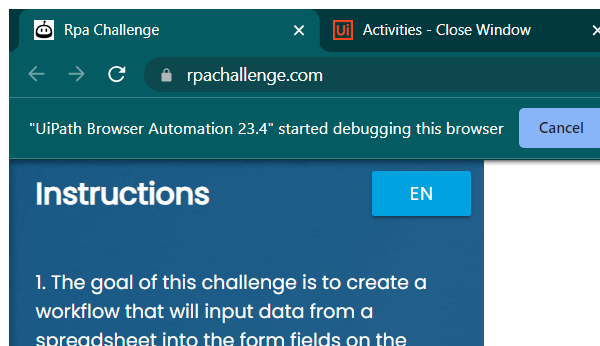 Rpa Challenge
Ui Activities - Close Window
rpachallenge.com
"UiPath Browser Automation 23.4" started debugging this browser Cancel
Instructions EN
1. The goal of this challenge is to create a
workflow that will input data from a
spreadsheet into the form fields on the